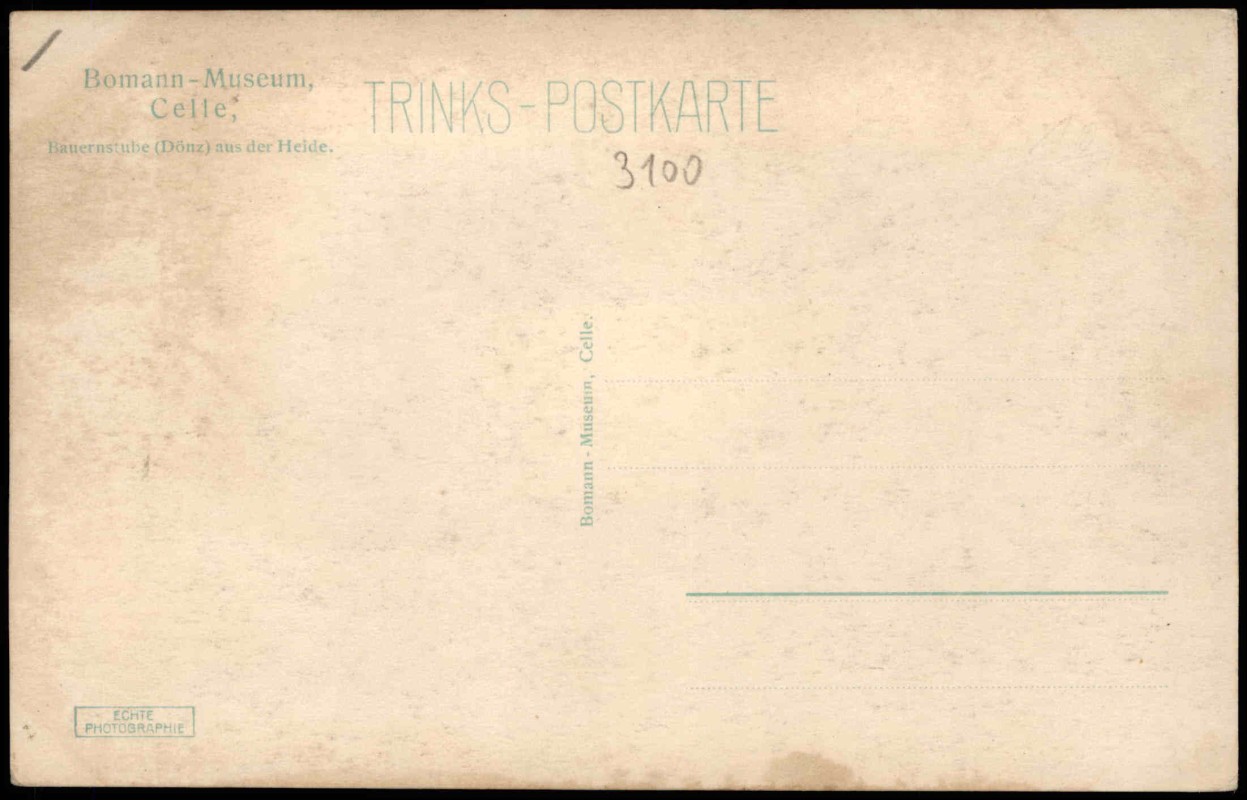 Bomann-Museum,
Celle,
Bauernstube (Dönz) aus der Heide.
TRINKS-POSTKARTE
3100
Bomann-Museum, Celle.
ECHTE
PHOTOGRAPHIE